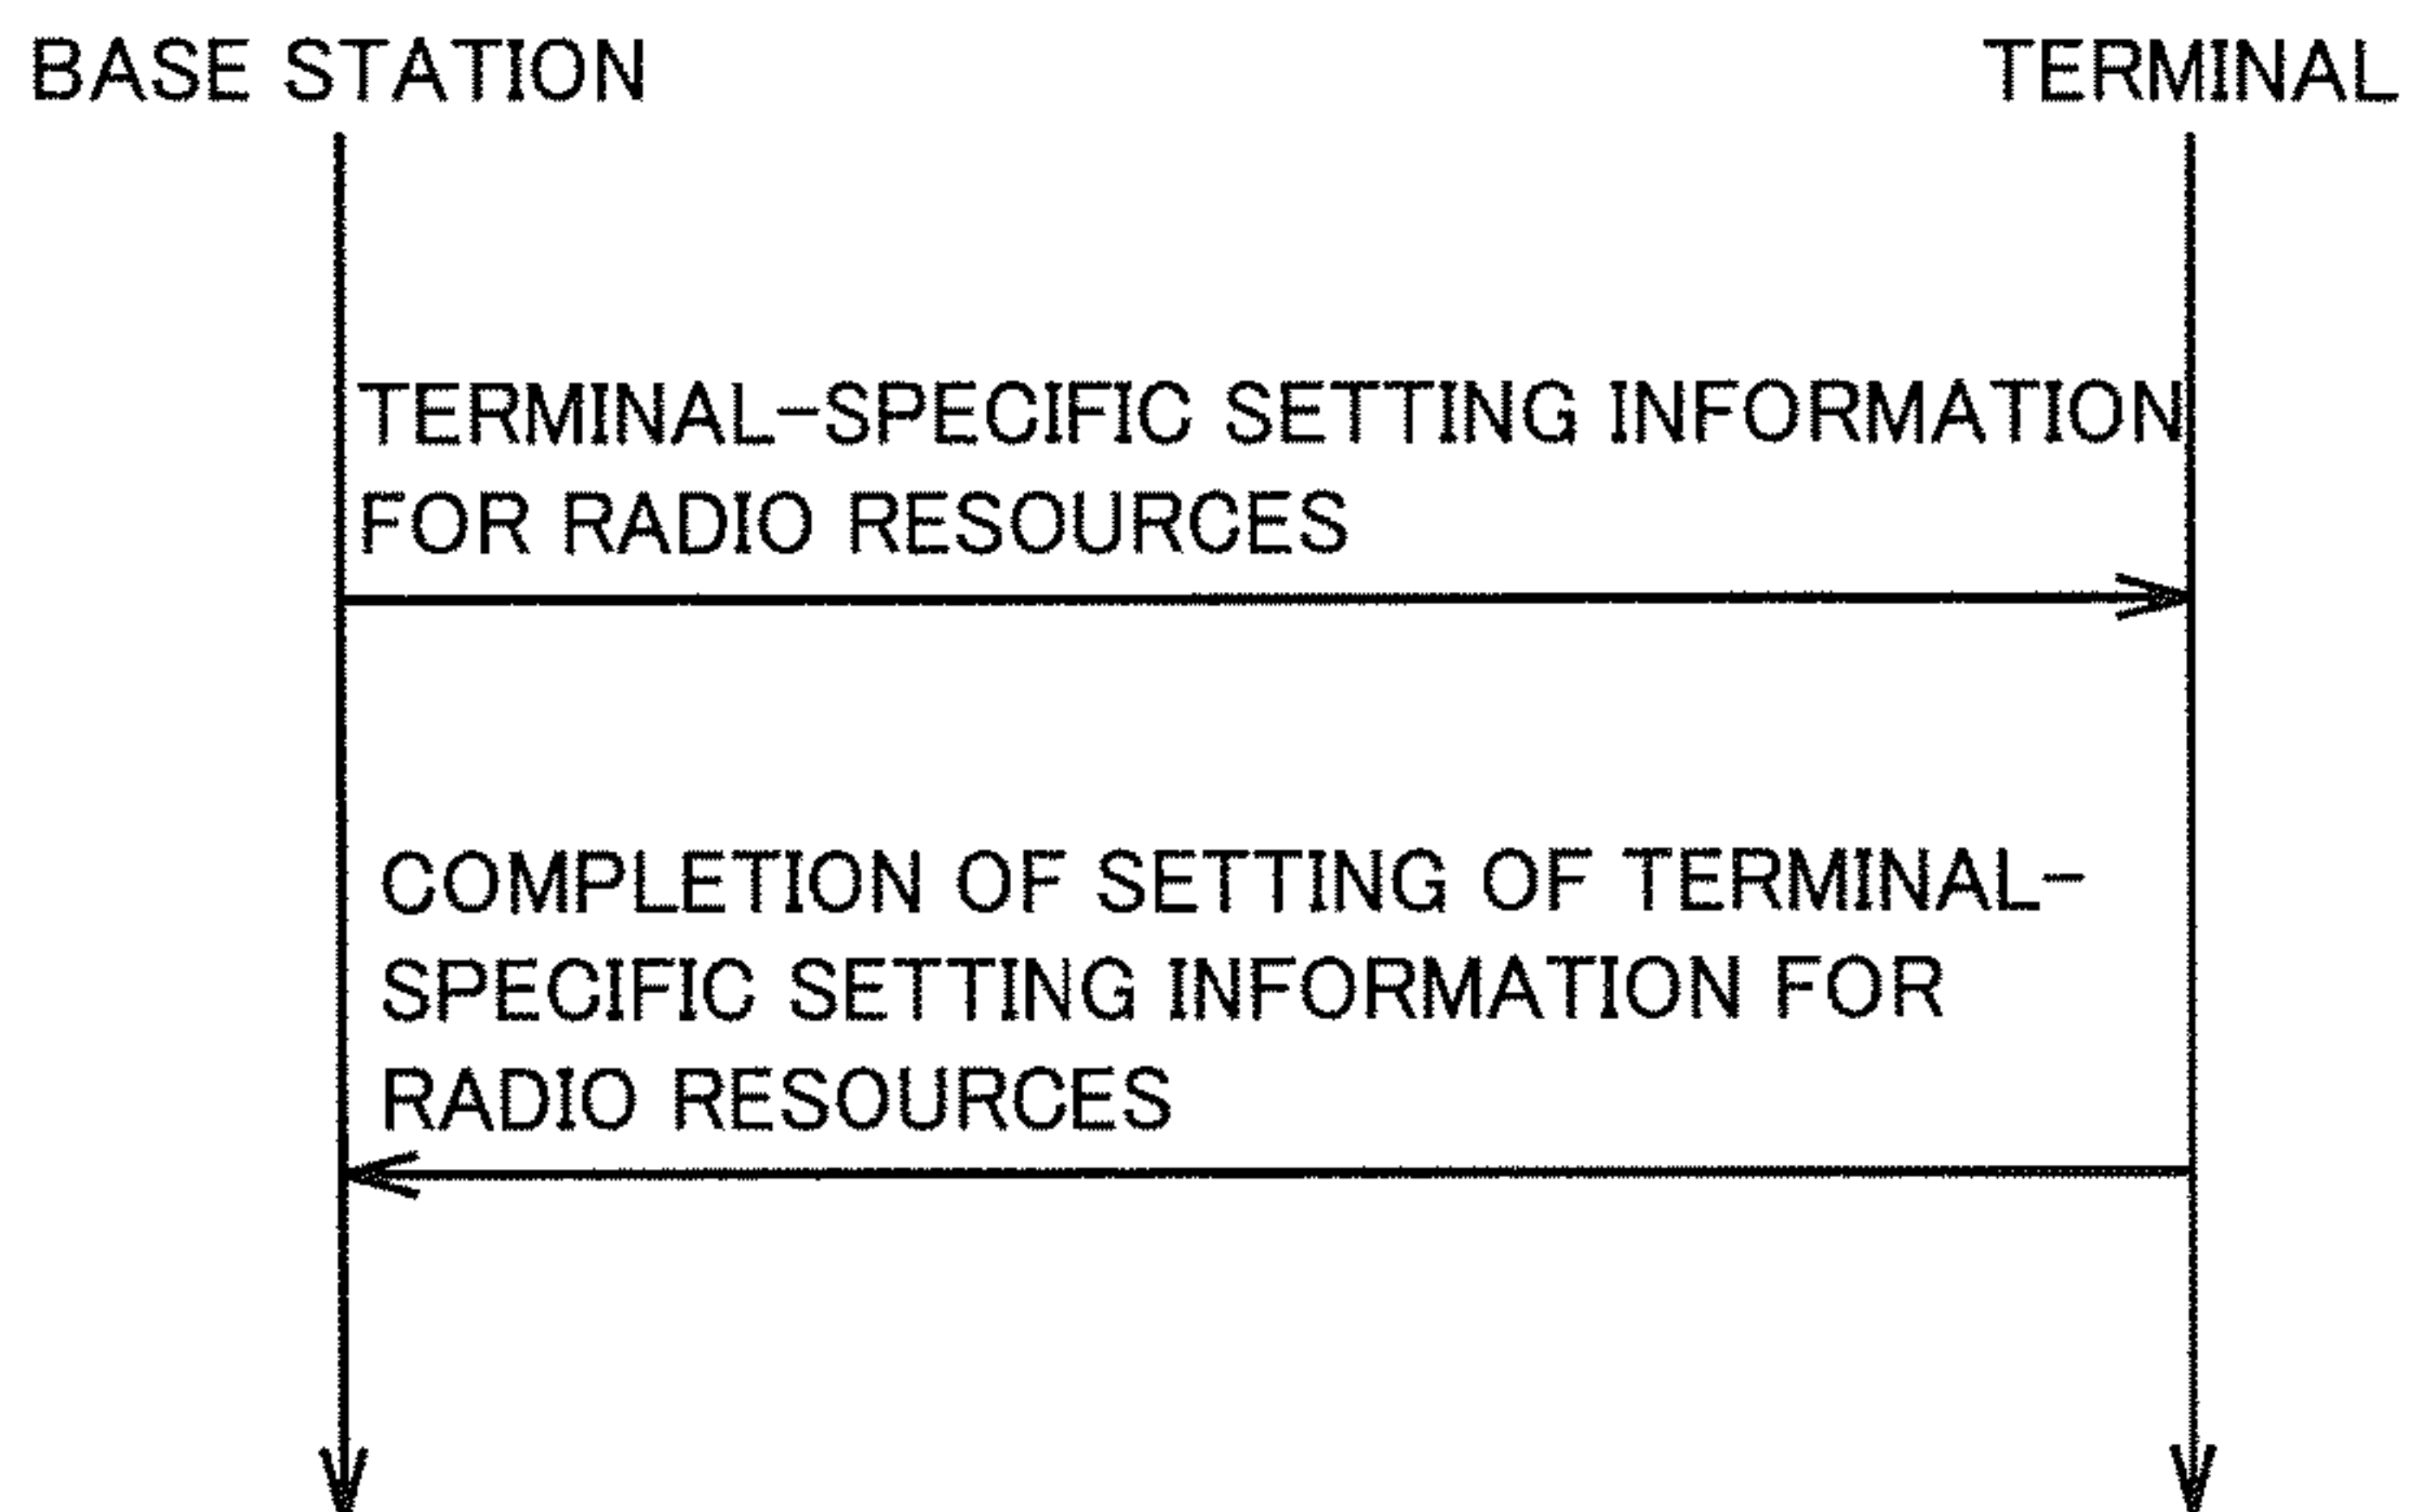 BASE STATION
TERMINAL
TERMINAL-SPECIFIC SETTING INFORMATION
FOR RADIO RESOURCES
COMPLETION OF SETTING OF TERMINAL-
SPECIFIC SETTING INFORMATION FOR
RADIO RESOURCES